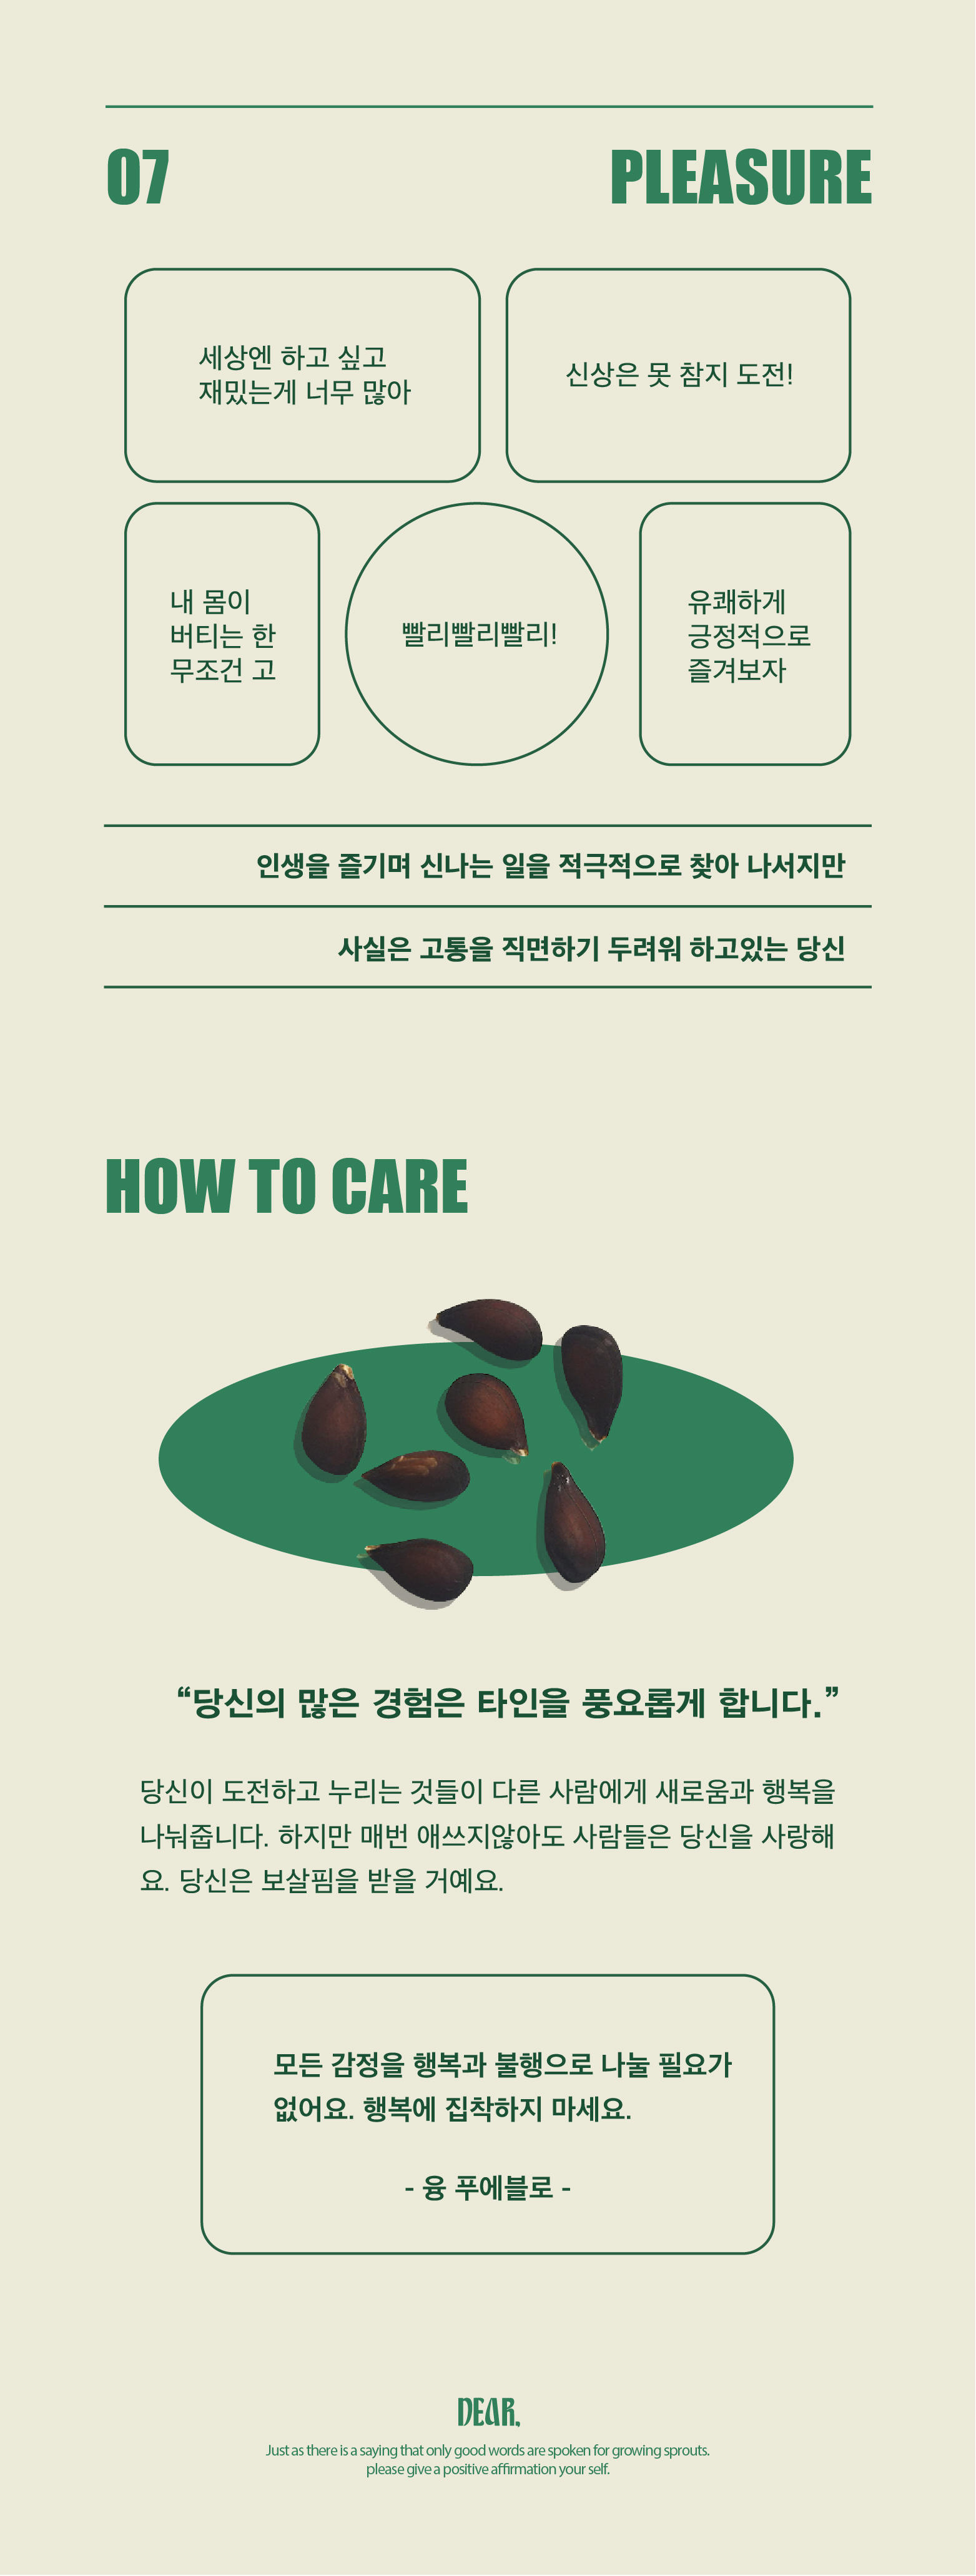 07
PLEASURE
세상엔 하고 싶고
재밌는게 너무 많아
신상은 못 참지 도전!
내 몸이
버티는 한
무조건 고
빨리빨리빨리!
유쾌하게
긍정적으로
즐겨보자
인생을 즐기며 신나는 일을 적극적으로 찾아 나서지만
사실은 고통을 직면하기 두려워 하고있는 당신
HOW TO CARE
“당신의 많은 경험은 타인을 풍요롭게 합니다.”
당신이 도전하고 누리는 것들이 다른 사람에게 새로움과 행복을
나눠줍니다. 하지만 매번 애쓰지않아도 사람들은 당신을 사랑해
요. 당신은 보살핌을 받을 거예요.
모든 감정을 행복과 불행으로 나눌 필요가
없어요. 행복에 집착하지 마세요.
- 융 푸에블로 -
DEAR,
Just as there is a saying that only good words are spoken for growing sprouts.
please give a positive affirmation your self.